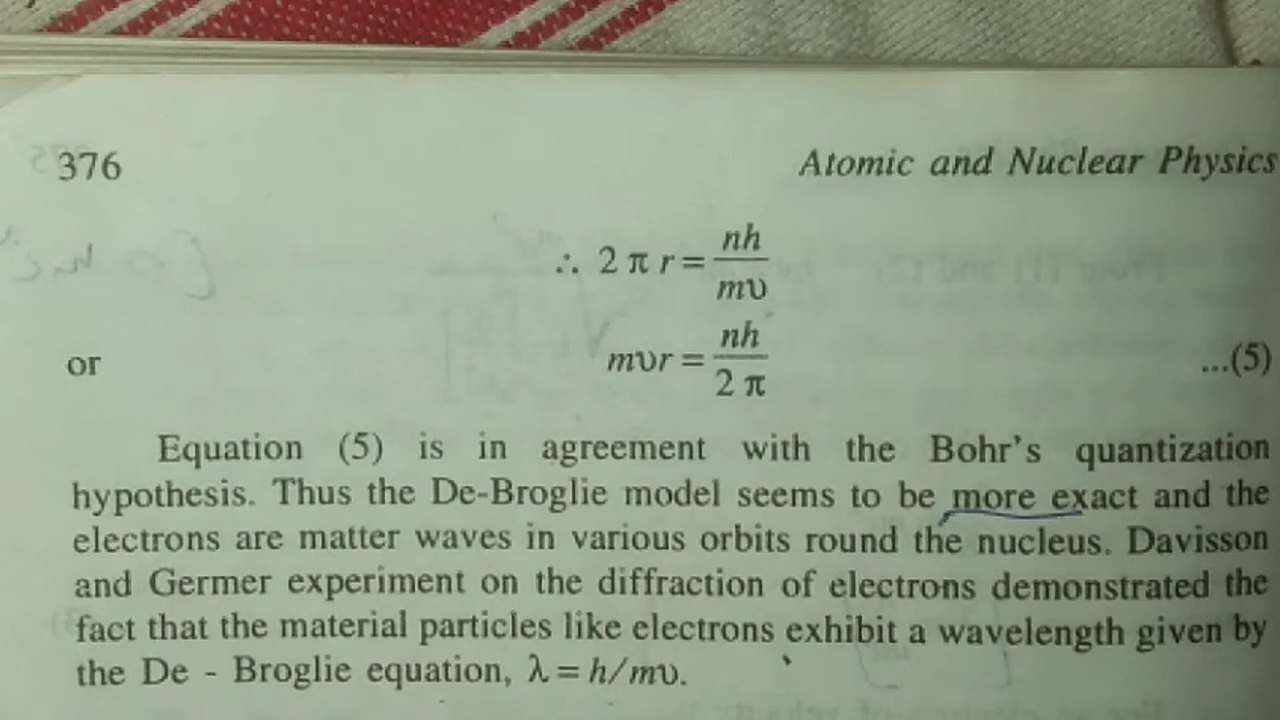 376 Atomic and Nuclear Physics
∴ 2 π r = nh/mυ
or mυr = nh/2 π ...(5)
Equation (5) is in agreement with the Bohr's quantization
hypothesis. Thus the De-Broglie model seems to be more exact and the
electrons are matter waves in various orbits round the nucleus. Davisson
and Germer experiment on the diffraction of electrons demonstrated the
fact that the material particles like electrons exhibit a wavelength given by
the De - Broglie equation, λ = h/mυ.